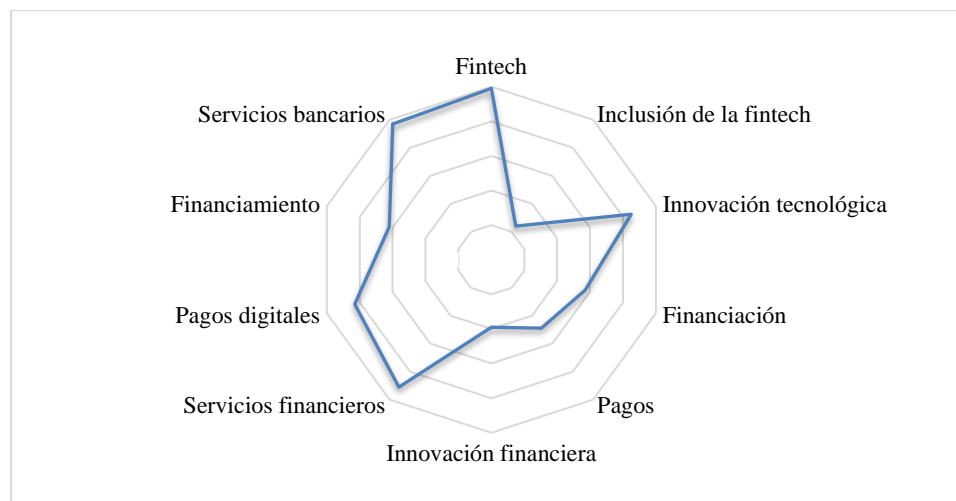 Fintech
Inclusión de la fintech
Innovación tecnológica
Financiación
Pagos
Innovación financiera
Servicios financieros
Pagos digitales
Financiamiento
Servicios bancarios